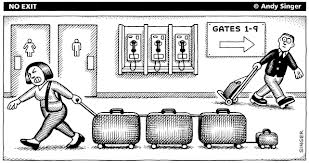 NO EXIT
© Andy Singer
GATES 1-9
SINGER